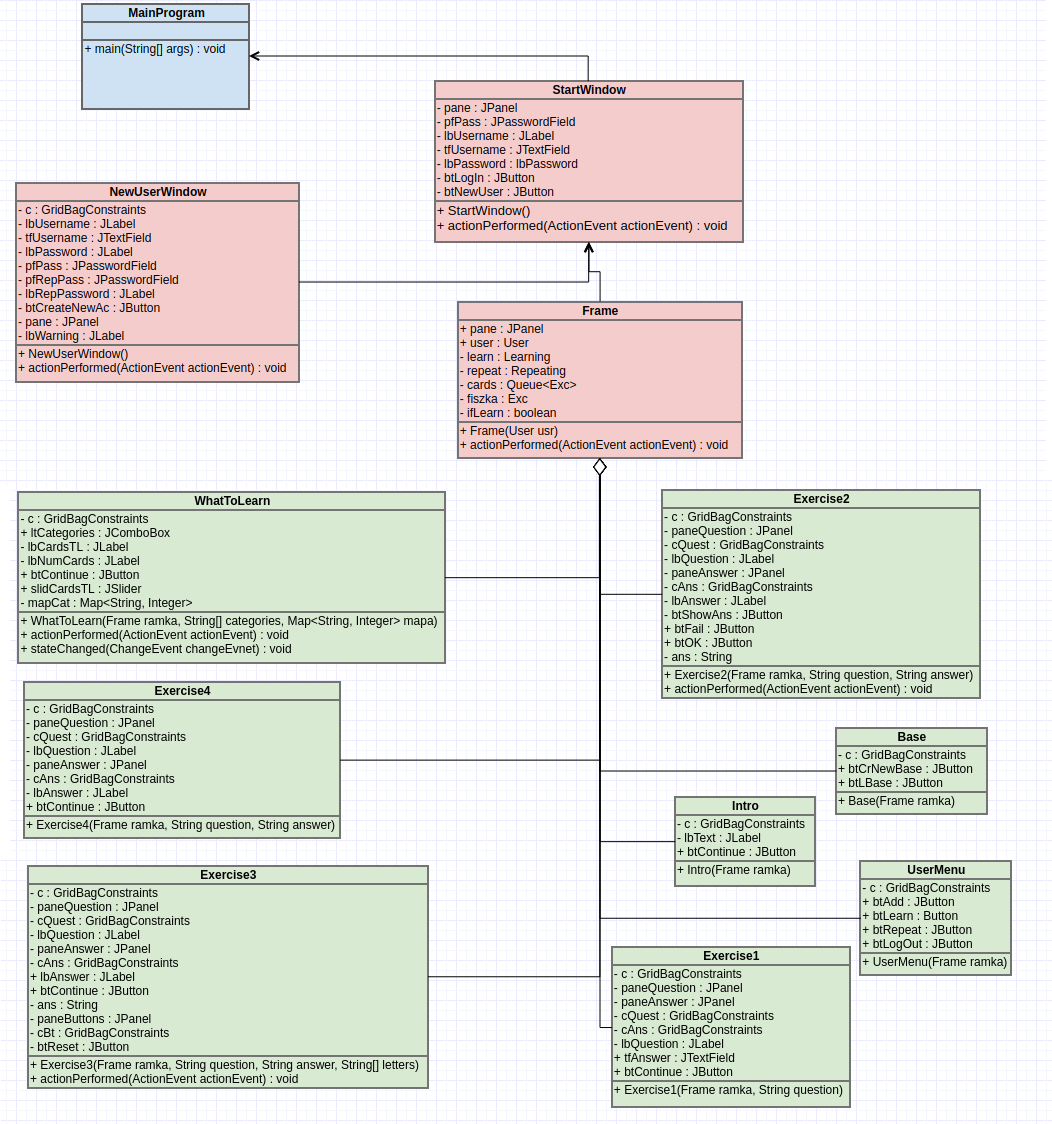 MainProgram
+ main(String[] args) : void
StartWindow
- pane : JPanel
- pfPass : JPasswordField
- lbUsername : JLabel
- tfUsername : JTextField
- lbPassword : lbPassword
- btLogIn : JButton
- btNewUser : JButton
+ StartWindow()
+ actionPerformed(ActionEvent actionEvent) : void
NewUserWindow
- c : GridBagConstraints
- lbUsername : JLabel
- tfUsername : JTextField
- lbPassword : JLabel
- pfPass : JPasswordField
- pfRepPass : JPasswordField
- lbRepPassword : JLabel
- btCreateNewAc : JButton
- pane : JPanel
- lbWarning : JLabel
+ NewUserWindow()
+ actionPerformed(ActionEvent actionEvent) : void
Frame
+ pane : JPanel
+ user : User
- learn : Learning
- repeat : Repeating
- cards : Queue<Exc>
- fiszka : Exc
- ifLearn : boolean
+ Frame(User usr)
+ actionPerformed(ActionEvent actionEvent) : void
WhatToLearn
- c : GridBagConstraints
+ ltCategories : JComboBox
- lbCardsTL : JLabel
- lbNumCards : JLabel
+ btContinue : JButton
+ slidCardsTL : JSlider
- mapCat : Map<String, Integer>
+ WhatToLearn(Frame ramka, String[] categories, Map<String, Integer> mapa)
+ actionPerformed(ActionEvent actionEvent) : void
+ stateChanged(ChangeEvent changeEvnet) : void
Exercise2
- c : GridBagConstraints
- paneQuestion : JPanel
- cQuest : GridBagConstraints
- lbQuestion : JLabel
- paneAnswer : JPanel
- cAns : GridBagConstraints
- lbAnswer : JLabel
- btShowAns : JButton
+ btFail : JButton
+ btOK : JButton
- ans : String
+ Exercise2(Frame ramka, String question, String answer)
+ actionPerformed(ActionEvent actionEvent) : void
Exercise4
- c : GridBagConstraints
- paneQuestion : JPanel
- cQuest : GridBagConstraints
- lbQuestion : JLabel
- paneAnswer : JPanel
- cAns : GridBagConstraints
- lbAnswer : JLabel
+ btContinue : JButton
+ Exercise4(Frame ramka, String question, String answer)
Base
- c : GridBagConstraints
+ btCrNewBase : JButton
+ btLBase : JButton
+ Base(Frame ramka)
Intro
- c : GridBagConstraints
- lbText : JLabel
+ btContinue : JButton
+ Intro(Frame ramka)
UserMenu
- c : GridBagConstraints
+ btAdd : JButton
+ btLearn : Button
+ btRepeat : JButton
+ btLogOut : JButton
+ UserMenu(Frame ramka)
Exercise3
- c : GridBagConstraints
- paneQuestion : JPanel
- cQuest : GridBagConstraints
- lbQuestion : JLabel
- paneAnswer : JPanel
- cAns : GridBagConstraints
+ lbAnswer : JLabel
+ btContinue : JButton
- ans : String
- paneButtons : JPanel
- cBt : GridBagConstraints
- btReset : JButton
+ Exercise3(Frame ramka, String question, String answer, String[] letters)
+ actionPerformed(ActionEvent actionEvent) : void
Exercise1
- c : GridBagConstraints
- paneQuestion : JPanel
- paneAnswer : JPanel
- cQuest : GridBagConstraints
- cAns : GridBagConstraints
- lbQuestion : JLabel
+ tfAnswer : JTextField
+ btContinue : JButton
+ Exercise1(Frame ramka, String question)